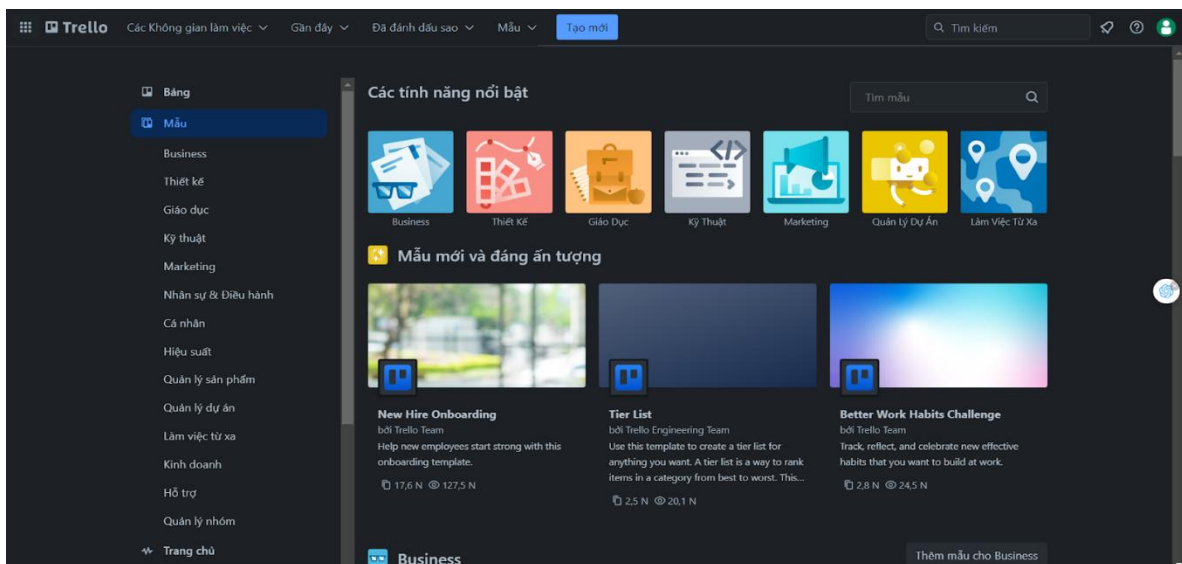 Trello Các Không gian làm việc Gần đây Đã đánh dấu sao Mẫu Tạo mới Tìm kiếm
Bảng
Mẫu
Business
Thiết kế
Giáo dục
Kỹ thuật
Marketing
Nhân sự & Điều hành
Cá nhân
Hiệu suất
Quản lý sản phẩm
Quản lý dự án
Làm việc từ xa
Kinh doanh
Hỗ trợ
Quản lý nhóm
Trang chủ
Các tính năng nổi bật
Tìm mẫu
Business Thiết Kế Giáo Dục Kỹ Thuật Marketing Quản Lý Dự Án Làm Việc Từ Xa
Mẫu mới và đáng ấn tượng
New Hire Onboarding
bởi Trello Team
Help new employees start strong with this
onboarding template.
17,6 N 127,5 N
Tier List
bởi Trello Engineering Team
Use this template to create a tier list for
anything you want. A tier list is a way to rank
items in a category from best to worst. This...
2,5 N 20,1 N
Better Work Habits Challenge
bởi Trello Team
Track, reflect, and celebrate new effective
habits that you want to build at work.
2,8 N 24,5 N
Business
Thêm mẫu cho Business